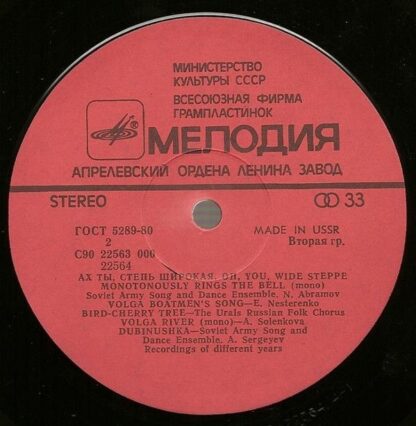 МИНИСТЕРСТВО
КУЛЬТУРЫ СССР
ВСЕСОЮЗНАЯ ФИРМА
ГРАМПЛАСТИНОК
МЕЛОДИЯ
АПРЕЛЕВСКИЙ ОРДЕНА ЛЕНИНА ЗАВОД
STEREO
33
ГОСТ 5289-80
MADE IN USSR
2
Вторая гр.
С90 22563 000
22564
АХ ТЫ, СТЕПЬ ШИРОКАЯ. OH, YOU, WIDE STEPPE
MONOTONOUSLY RINGS THE BELL (mono)
Soviet Army Song and Dance Ensemble. N. Abramov
VOLGA BOATMEN'S SONG—E. Nesterenko
BIRD-CHERRY TREE—The Urals Russian Folk Chorus
VOLGA RIVER (mono)—A. Solenkova
DUBINUSHKA—Soviet Army Song and
Dance Ensemble. A. Sergeyev
Recordings of different years